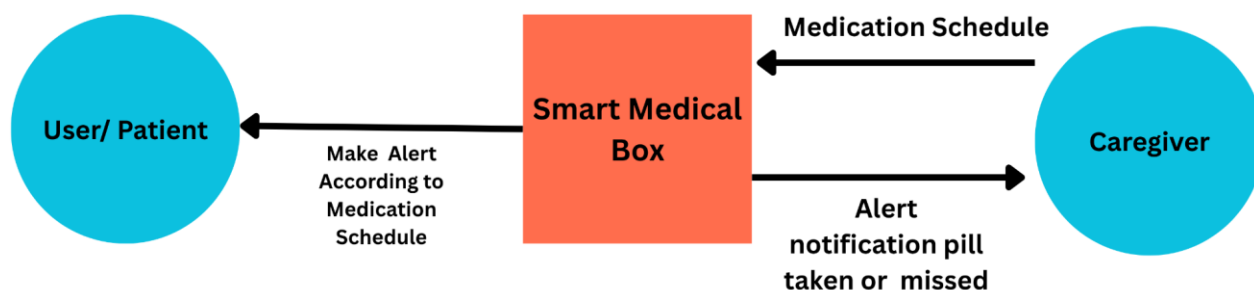 User/ Patient
Make Alert
According to
Medication
Schedule
Smart Medical
Box
Medication Schedule
Alert
notification pill
taken or missed
Caregiver